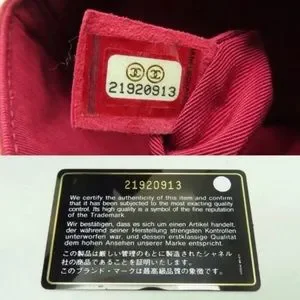 21920913
21920913
We certify the authenticity of this item and confirm
that it has been subjected to the most exacting quality
control. Its high quality is a symbol of the fine reputation
of the Trademark.
Wir bestätigen, dass es sich um einen Artikel handelt,
der während seiner Herstellung strengsten Kontrollen
unterworfen war, und dessen erstklassige Qualität
dem hohen Ansehen unserer Marke entspricht.
この製品は厳しい管理のもとに製造されたシャネル
社の商品であることを証明いたします。
このブランド・マークは最高級品質の象徴です。